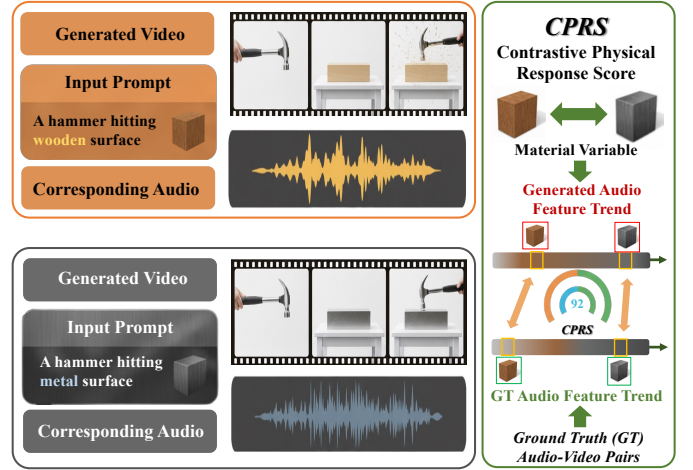 Generated Video
Input Prompt
A hammer hitting
wooden surface
Corresponding Audio
Generated Video
Input Prompt
A hammer hitting
metal surface
Corresponding Audio
CPRS
Contrastive Physical
Response Score
Material Variable
Generated Audio
Feature Trend
92
CPRS
GT Audio Feature Trend
Ground Truth (GT)
Audio-Video Pairs